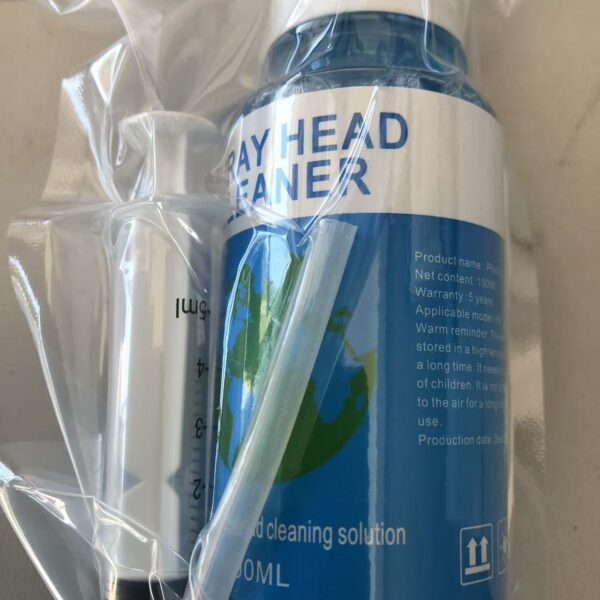 RAY HEAD
EANER
Product name:
Net content: 100ML
Warranty :5 years
Applicable model:
Warm reminder:
stored in a high
a long time. It
of children. It is
to the air for a long
use.
Production date:
cleaning solution
00ML
5ml
4
3
2